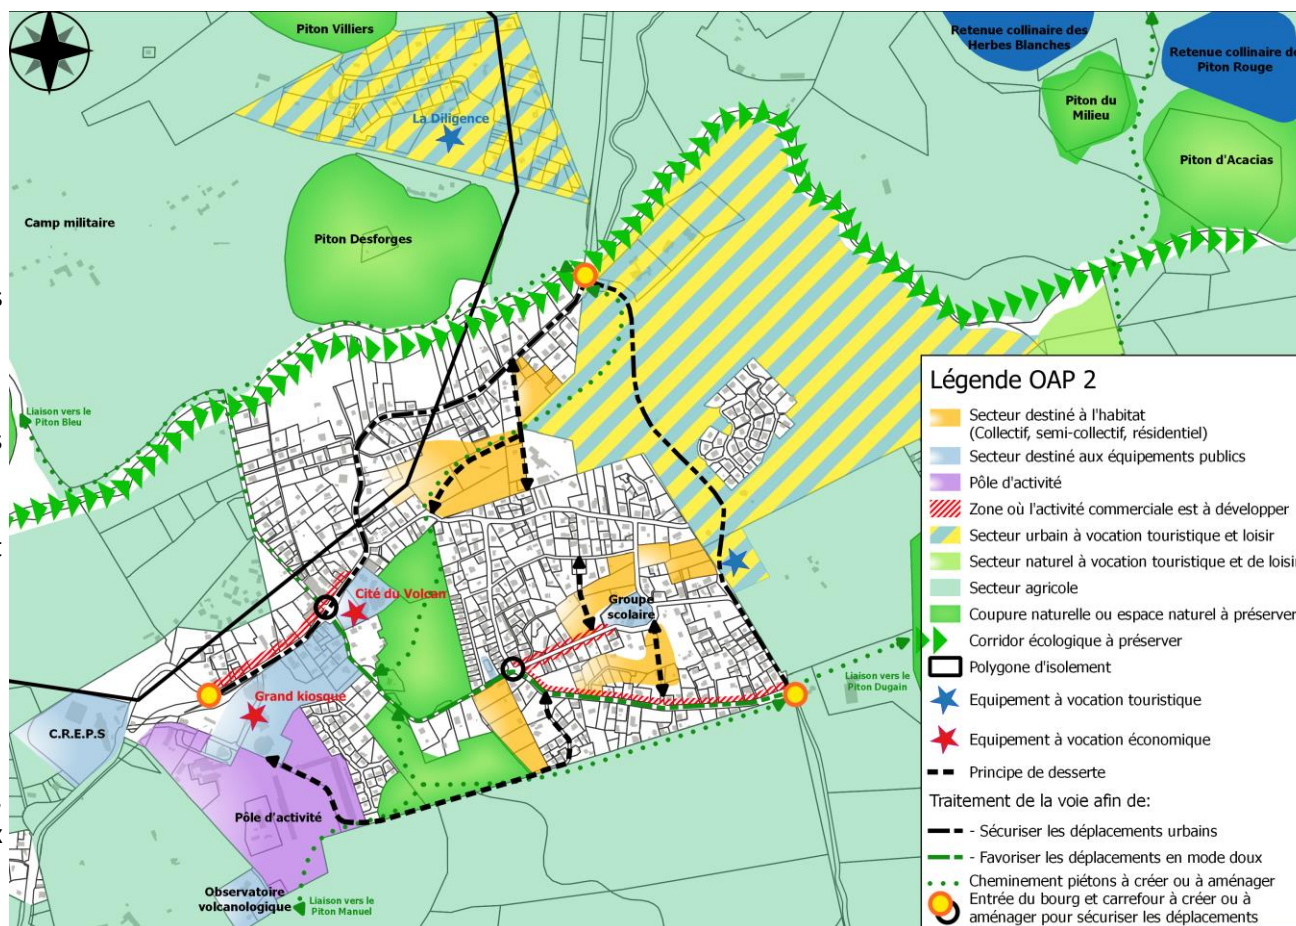 Piton Villiers
Retenue collinaire des
Herbes Blanches
Retenue collinaire de
Piton Rouge
La Diligence
Piton du
Milieu
Piton d'Acacias
Camp militaire
Piton Desforges
s
Liaison vers le
Piton Bleu
s
t
Cité du Volcan
Groupe
scolaire
Grand kiosque
Liaison vers le
Piton Dugain
C.R.E.P.S
Pôle d'activité
x
Observatoire
volcanologique
Liaison vers le
Piton Manuel
Légende OAP 2
Secteur destiné à l'habitat
(Collectif, semi-collectif, résidentiel)
Secteur destiné aux équipements publics
Pôle d'activité
Zone où l'activité commerciale est à développer
Secteur urbain à vocation touristique et loisir
Secteur naturel à vocation touristique et de loisir
Secteur agricole
Coupure naturelle ou espace naturel à préserver
Corridor écologique à préserver
Polygone d'isolement
Equipement à vocation touristique
Equipement à vocation économique
Principe de desserte
Traitement de la voie afin de:
- Sécuriser les déplacements urbains
- Favoriser les déplacements en mode doux
Cheminement piétons à créer ou à aménager
Entrée du bourg et carrefour à créer ou à
aménager pour sécuriser les déplacements